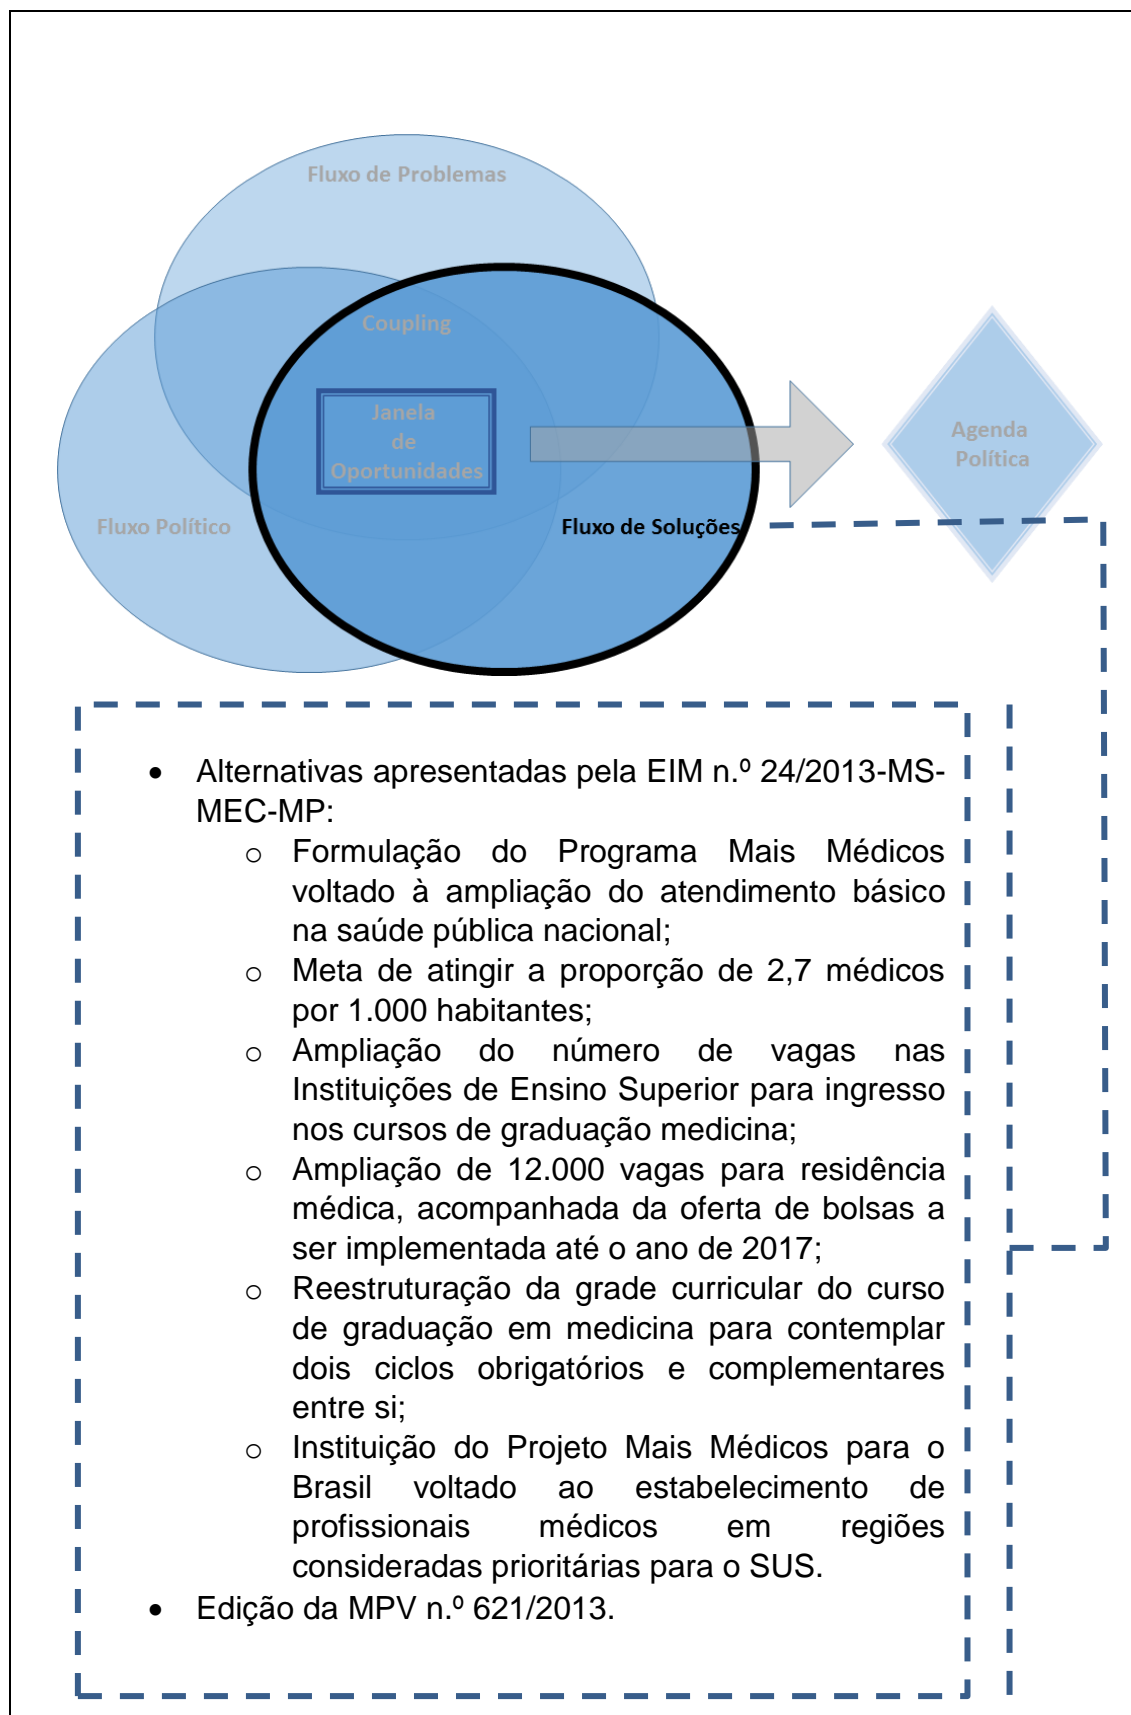 Fluxo de Problemas
Coupling
Janela
de
Oportunidades
Agenda
Política
Fluxo Político
Fluxo de Soluções
• Alternativas apresentadas pela EIM n.º 24/2013-MS-
MEC-MP:
o Formulação do Programa Mais Médicos
voltado à ampliação do atendimento básico
na saúde pública nacional;
o Meta de atingir a proporção de 2,7 médicos
por 1.000 habitantes;
o Ampliação do número de vagas nas
Instituições de Ensino Superior para ingresso
nos cursos de graduação medicina;
o Ampliação de 12.000 vagas para residência
médica, acompanhada da oferta de bolsas a
ser implementada até o ano de 2017;
o Reestruturação da grade curricular do curso
de graduação em medicina para contemplar
dois ciclos obrigatórios e complementares
entre si;
o Instituição do Projeto Mais Médicos para o
Brasil voltado ao estabelecimento de
profissionais médicos em regiões
consideradas prioritárias para o SUS.
• Edição da MPV n.º 621/2013.